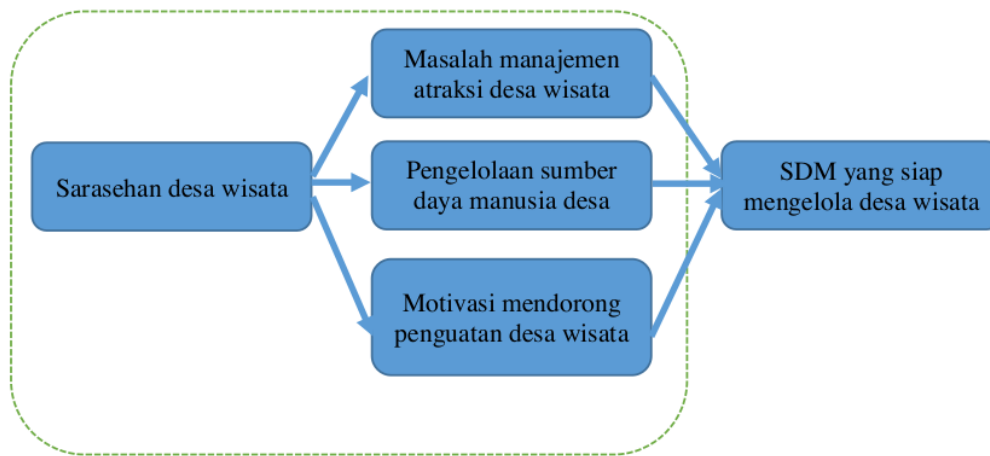 Masalah manajemen
atraksi desa wisata
Sarasehan desa wisata
Pengelolaan sumber
daya manusia desa
Motivasi mendorong
penguatan desa wisata
SDM yang siap
mengelola desa wisata